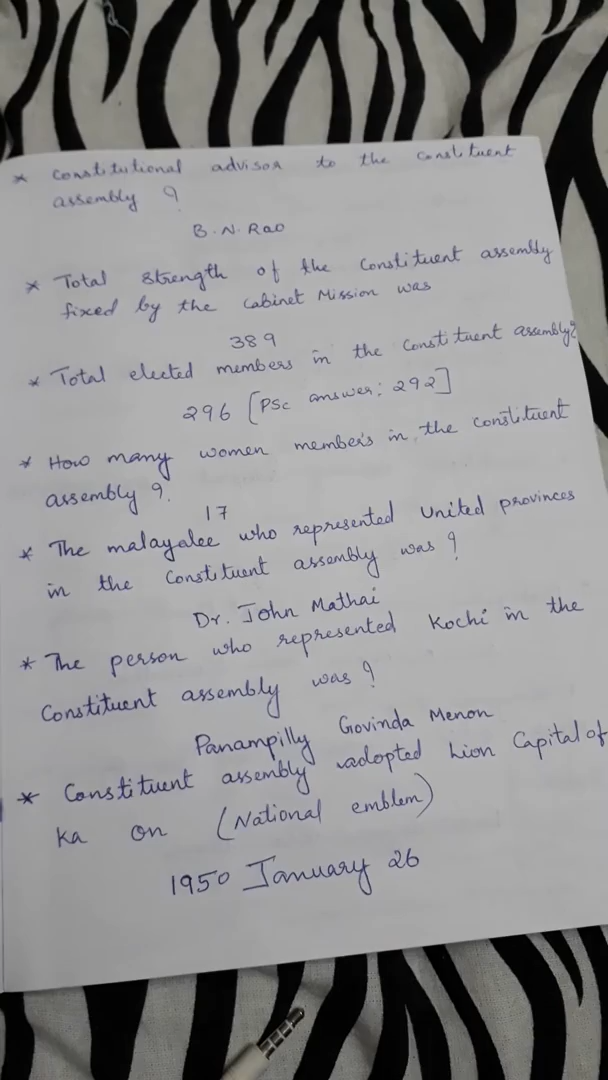 * Constitutional advisor to the Constituent
assembly ?
B. N. Rao
* Total strength of the Constituent assembly
fixed by the Cabinet Mission was
389
* Total elected members in the Constituent assembly?
296 [PSC answer: 292]
* How many women members in the Constituent
assembly ?
17
* The malayalee who represented United provinces
in the Constituent assembly was ?
Dr. John Mathai
* The person who represented Kochi in the
Constituent assembly was ?
Panampilly Govinda Menon
* Constituent assembly adopted Lion Capital of
ka on (National emblem)
1950 January 26